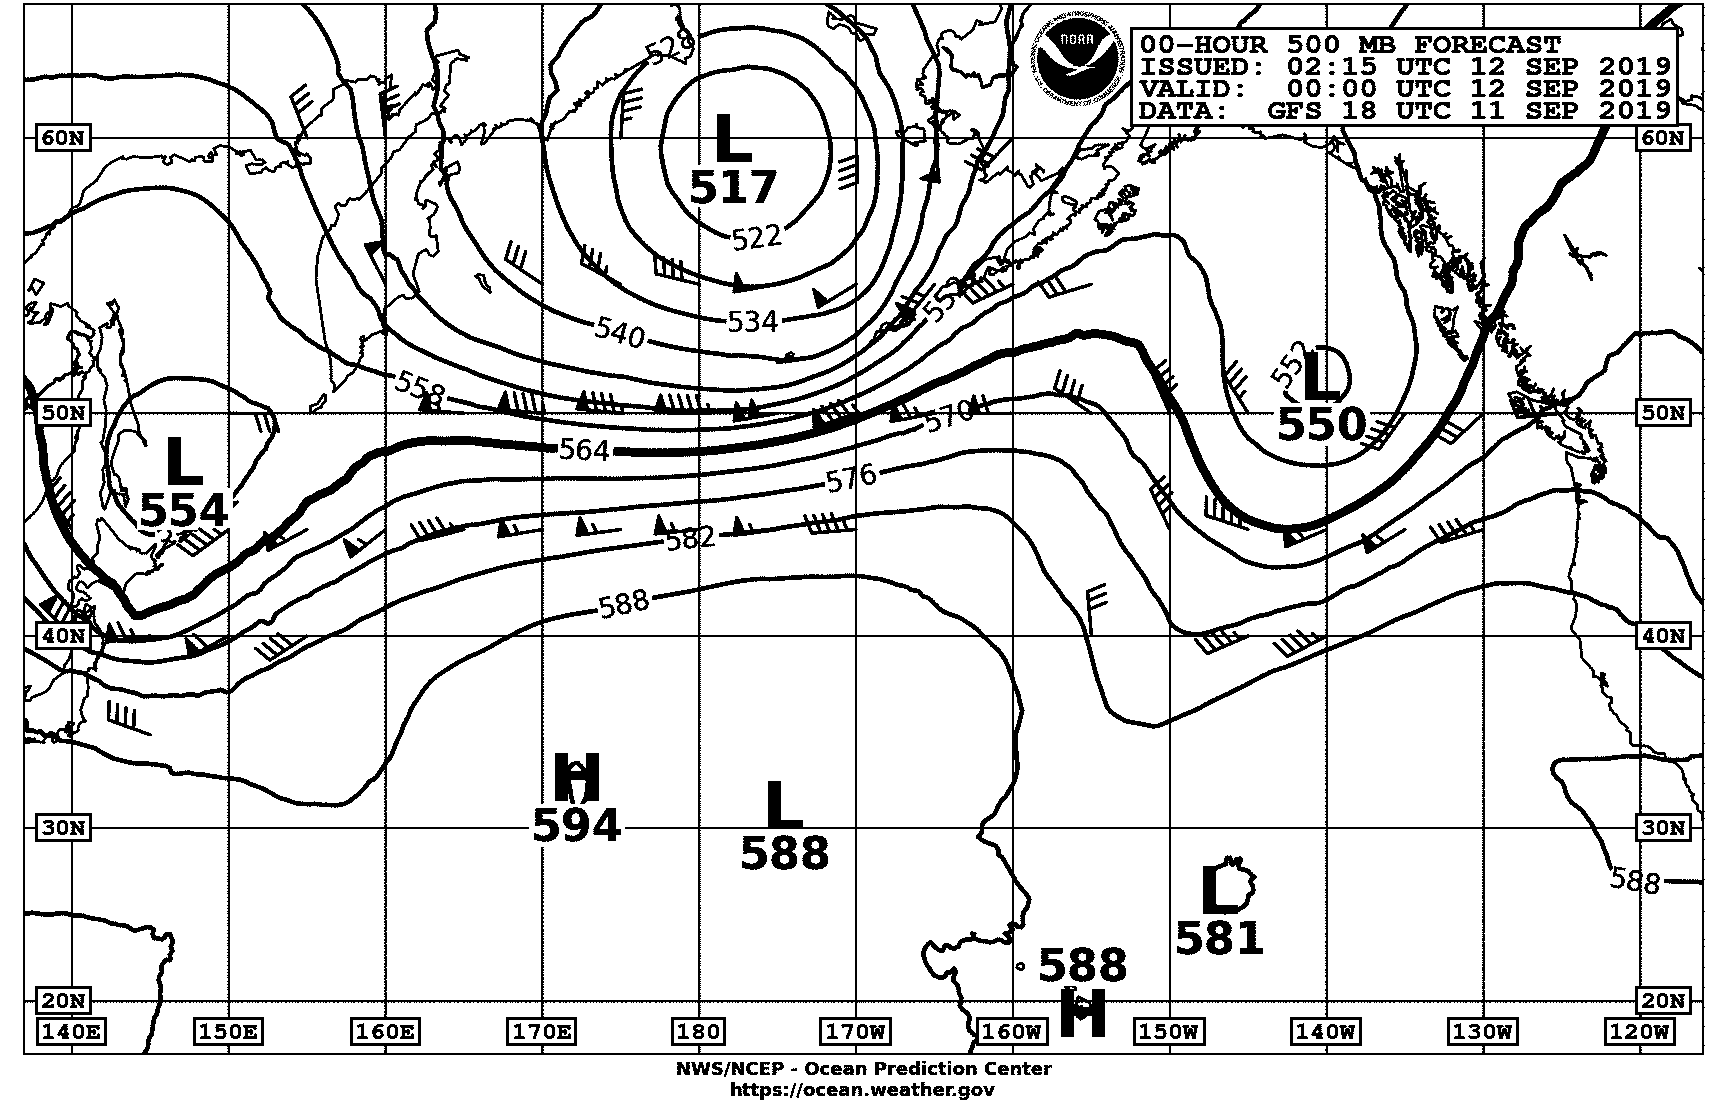 528
NOAA
00-HOUR 500 MB FORECAST
ISSUED: 02:15 UTC 12 SEP 2019
VALID: 00:00 UTC 12 SEP 2019
DATA: GFS 18 UTC 11 SEP 2019
60N
60N
L
517
522
534
540
552
L
550
558
50N
50N
570
564
L
554
576
582
588
40N
40N
H
594
L
588
30N
30N
588
L
581
588
H
20N
20N
140E 150E 160E 170E 180 170W 160W 150W 140W 130W 120W
NWS/NCEP - Ocean Prediction Center
https://ocean.weather.gov